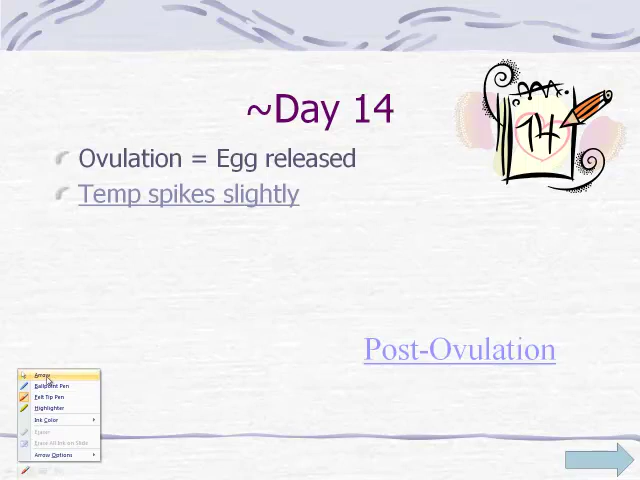 ~Day 14
14
Ovulation = Egg released
Temp spikes slightly
Post-Ovulation
Arrow
Ballpoint Pen
Felt Tip Pen
Highlighter
Ink Color
Eraser
Erase All Ink on Slide
Arrow Options